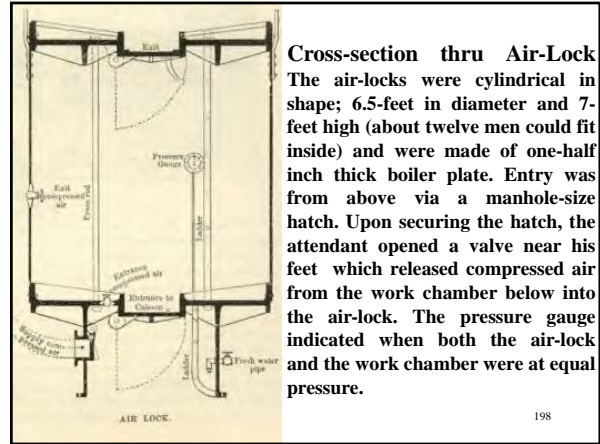 Exit
Pressure
Gauge
Exit
compressed
air
Ladder
Entrance
compressed air
Entrance to
Caisson
Supply com-
pressed air
Ladder
Fresh water
pipe
AIR LOCK.
Cross-section thru Air-Lock
The air-locks were cylindrical in
shape; 6.5-feet in diameter and 7-
feet high (about twelve men could fit
inside) and were made of one-half
inch thick boiler plate. Entry was
from above via a manhole-size
hatch. Upon securing the hatch, the
attendant opened a valve near his
feet which released compressed air
from the work chamber below into
the air-lock. The pressure gauge
indicated when both the air-lock
and the work chamber were at equal
pressure.
198